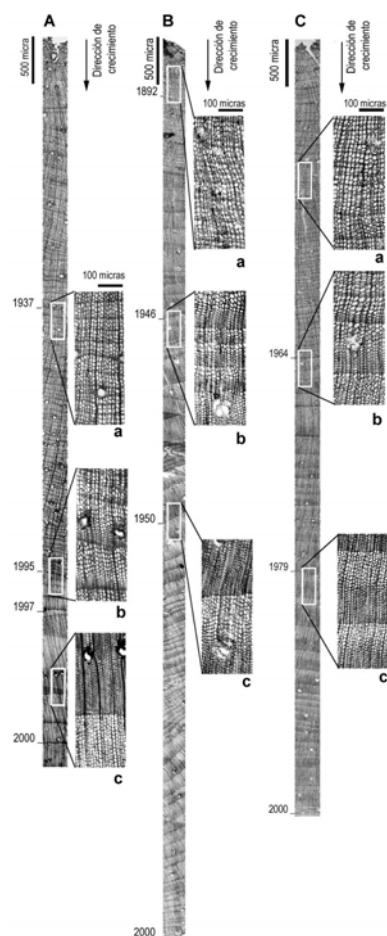 A
500 micra
Dirección de
crecimiento
1937
100 micras
a
1995
b
1997
c
2000
B
500 micra
Dirección de
crecimiento
1892
100 micras
a
1946
b
1950
c
2000
C
500 micra
Dirección de
crecimiento
100 micras
a
1964
b
1979
c
2000